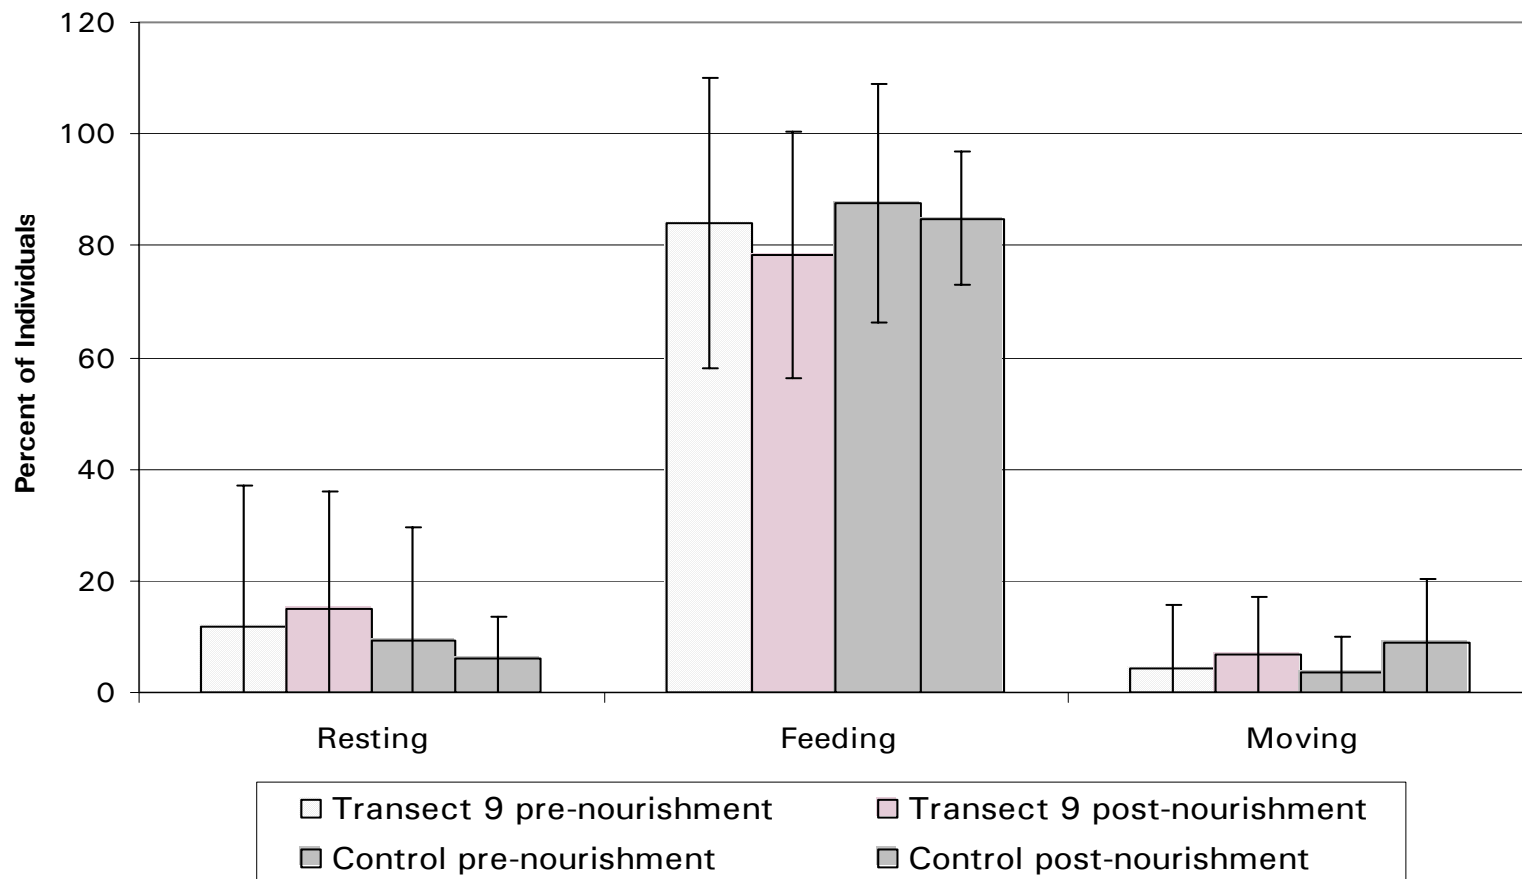 120
100
80
60
40
20
0
Percent of Individuals
Resting Feeding Moving
Transect 9 pre-nourishment Transect 9 post-nourishment
Control pre-nourishment Control post-nourishment